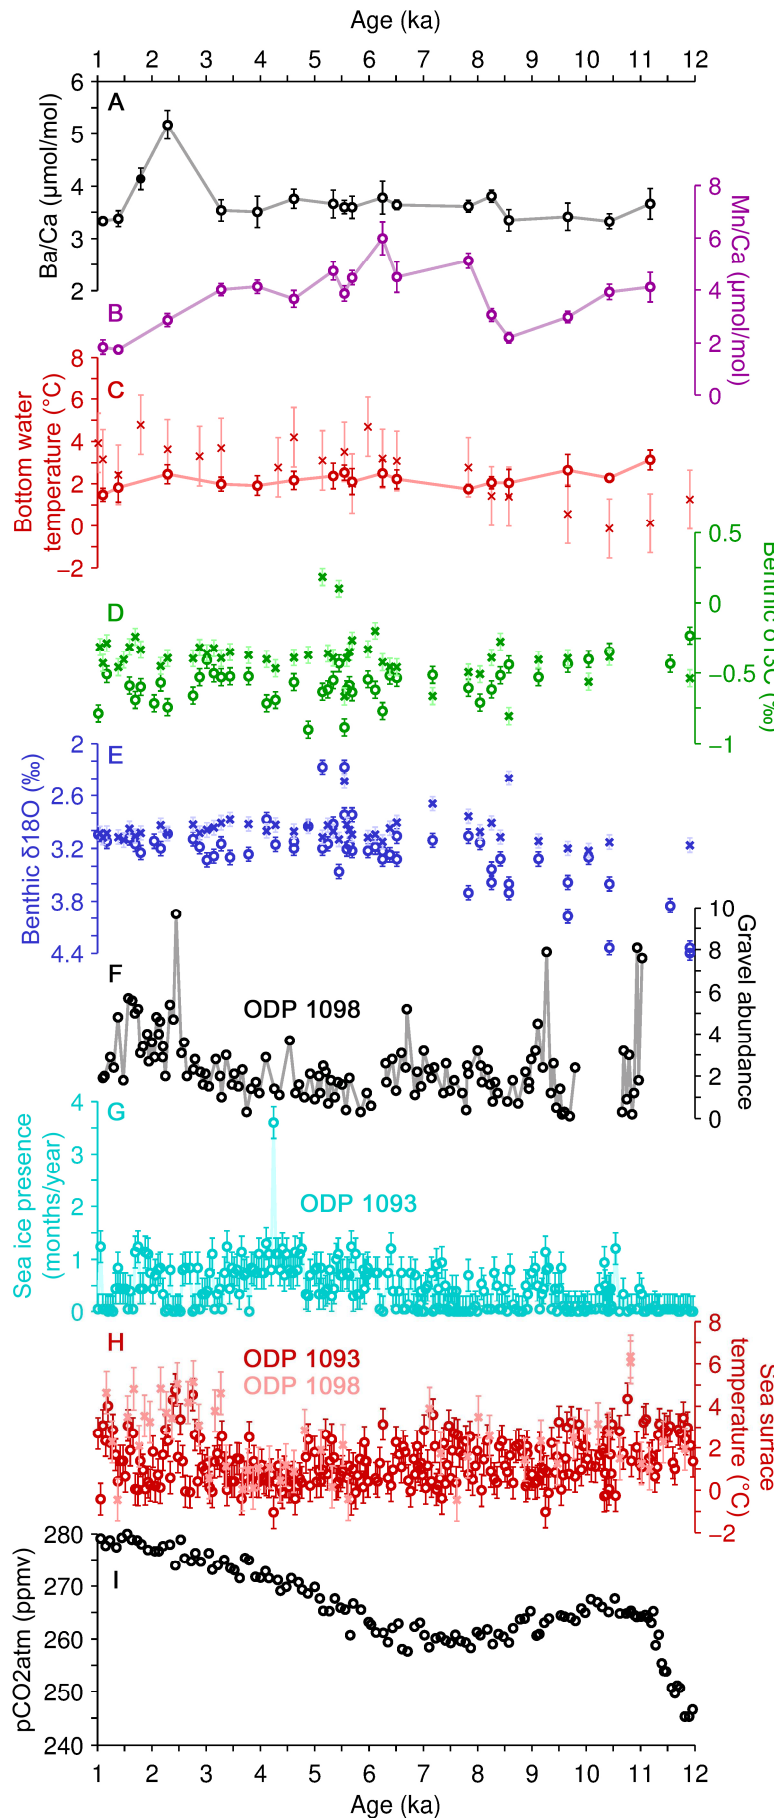 Age (ka)
1 2 3 4 5 6 7 8 9 10 11 12
A
6
5
4
3
2
Ba/Ca (μmol/mol)
8
6
4
2
0
Mn/Ca (μmol/mol)
B
8
6
4
2
0
−2
Bottom water
temperature (°C)
C
0.5
0
−0.5
−1
Benthic δ13C (‰)
D
2
2.6
3.2
3.8
4.4
Benthic δ18O (‰)
E
10
8
6
4
2
0
Gravel abundance
F
ODP 1098
4
3
2
1
0
Sea ice presence
(months/year)
G
ODP 1093
8
6
4
2
0
−2
Sea surface
temperature (°C)
H
ODP 1093
ODP 1098
280
270
260
250
240
pCO2atm (ppmv)
I
1 2 3 4 5 6 7 8 9 10 11 12
Age (ka)